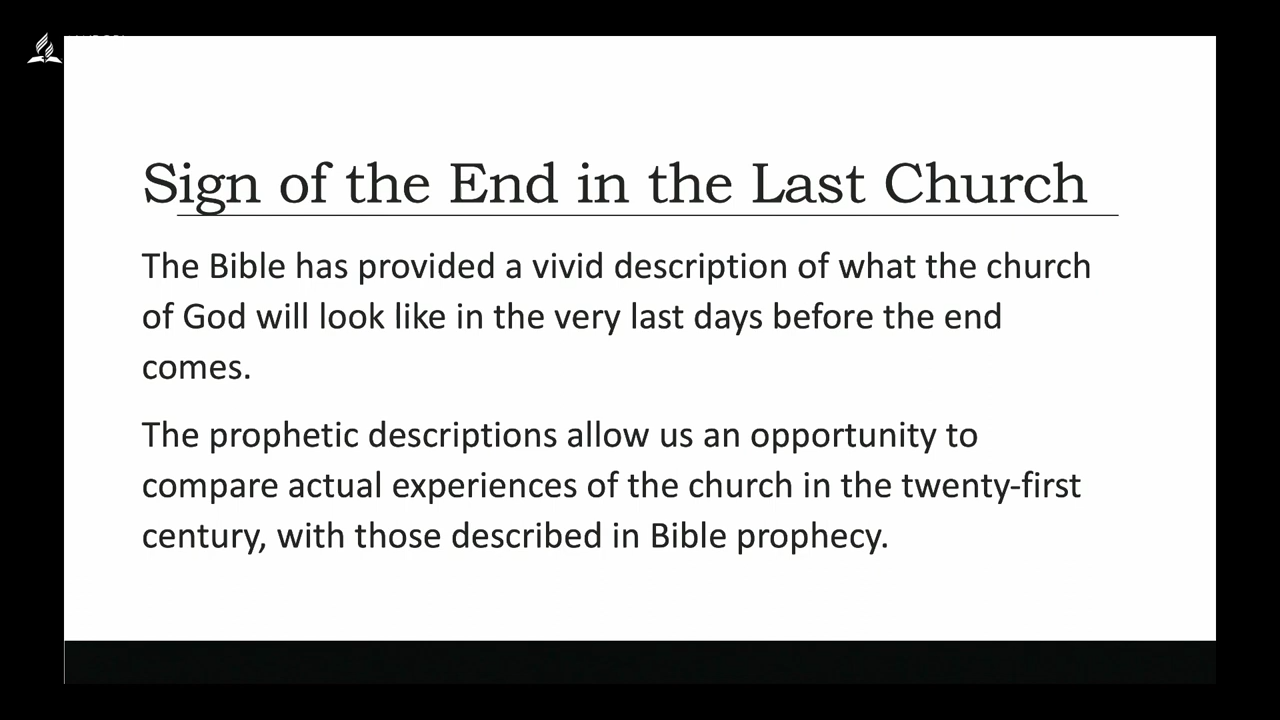 Sign of the End in the Last Church
The Bible has provided a vivid description of what the church
of God will look like in the very last days before the end
comes.
The prophetic descriptions allow us an opportunity to
compare actual experiences of the church in the twenty-first
century, with those described in Bible prophecy.